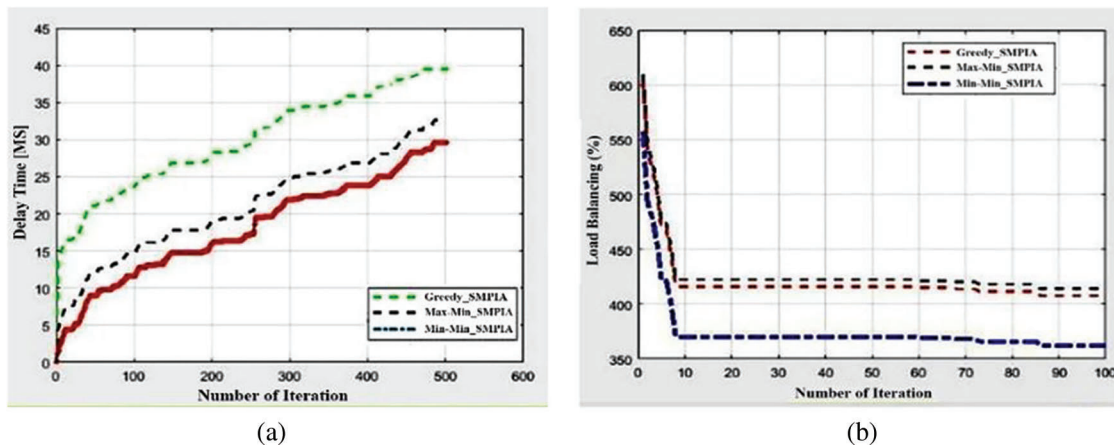 45
40
35
30
25
20
15
10
5
0
Delay Time [MS]
Greedy_SMPIA
Max-Min_SMPIA
Min-Min_SMPIA
0 100 200 300 400 500 600
Number of Iteration
(a)
650
600
550
500
450
400
350
Load Balancing (%)
Greedy_SMPIA
Max-Min_SMPIA
Min-Min_SMPIA
0 10 20 30 40 50 60 70 80 90 100
Number of Iteration
(b)